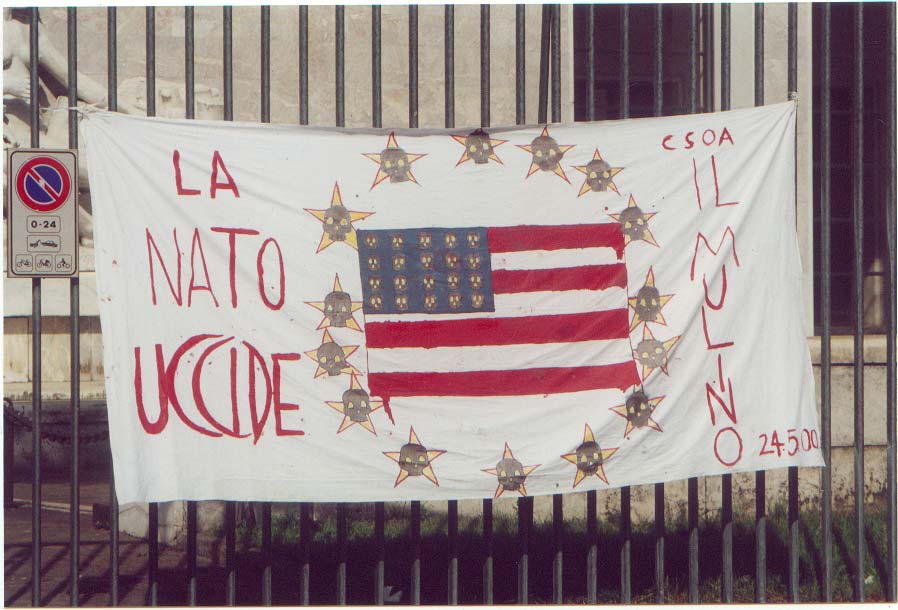 LA
NATO
UCCIDE
CSOA
IL
MULINO
24.5.00
0-24